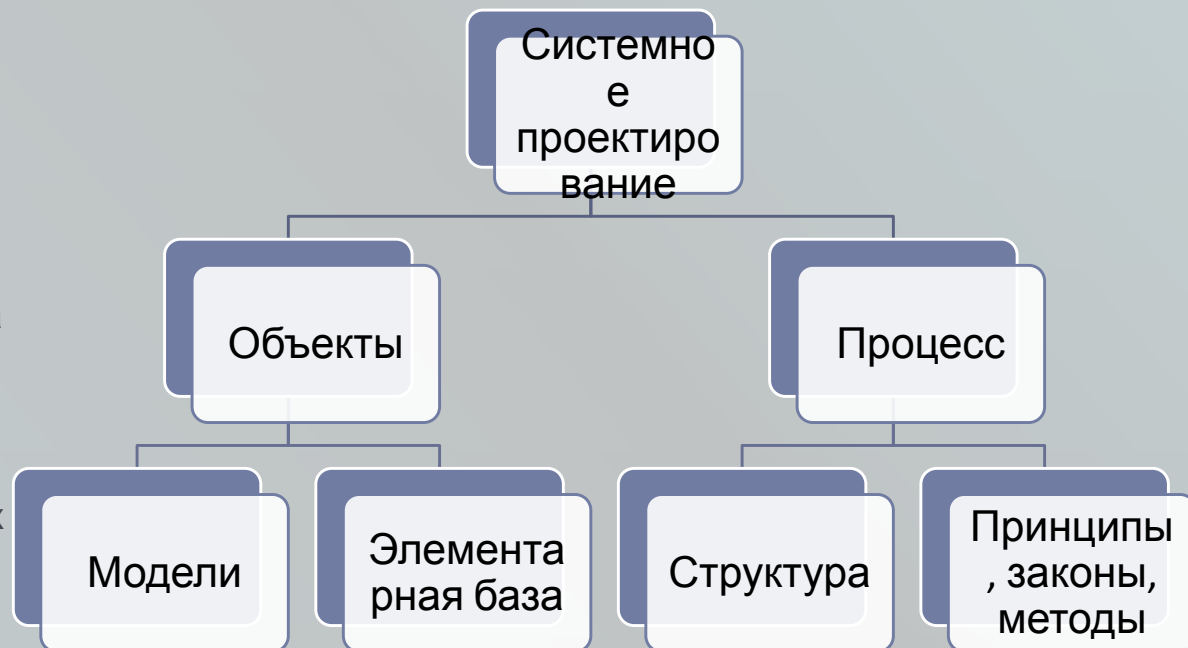 Системно
е
проектиро
вание
Объекты
Процесс
Модели
Элемента
рная база
Структура
Принципы
, законы,
методы